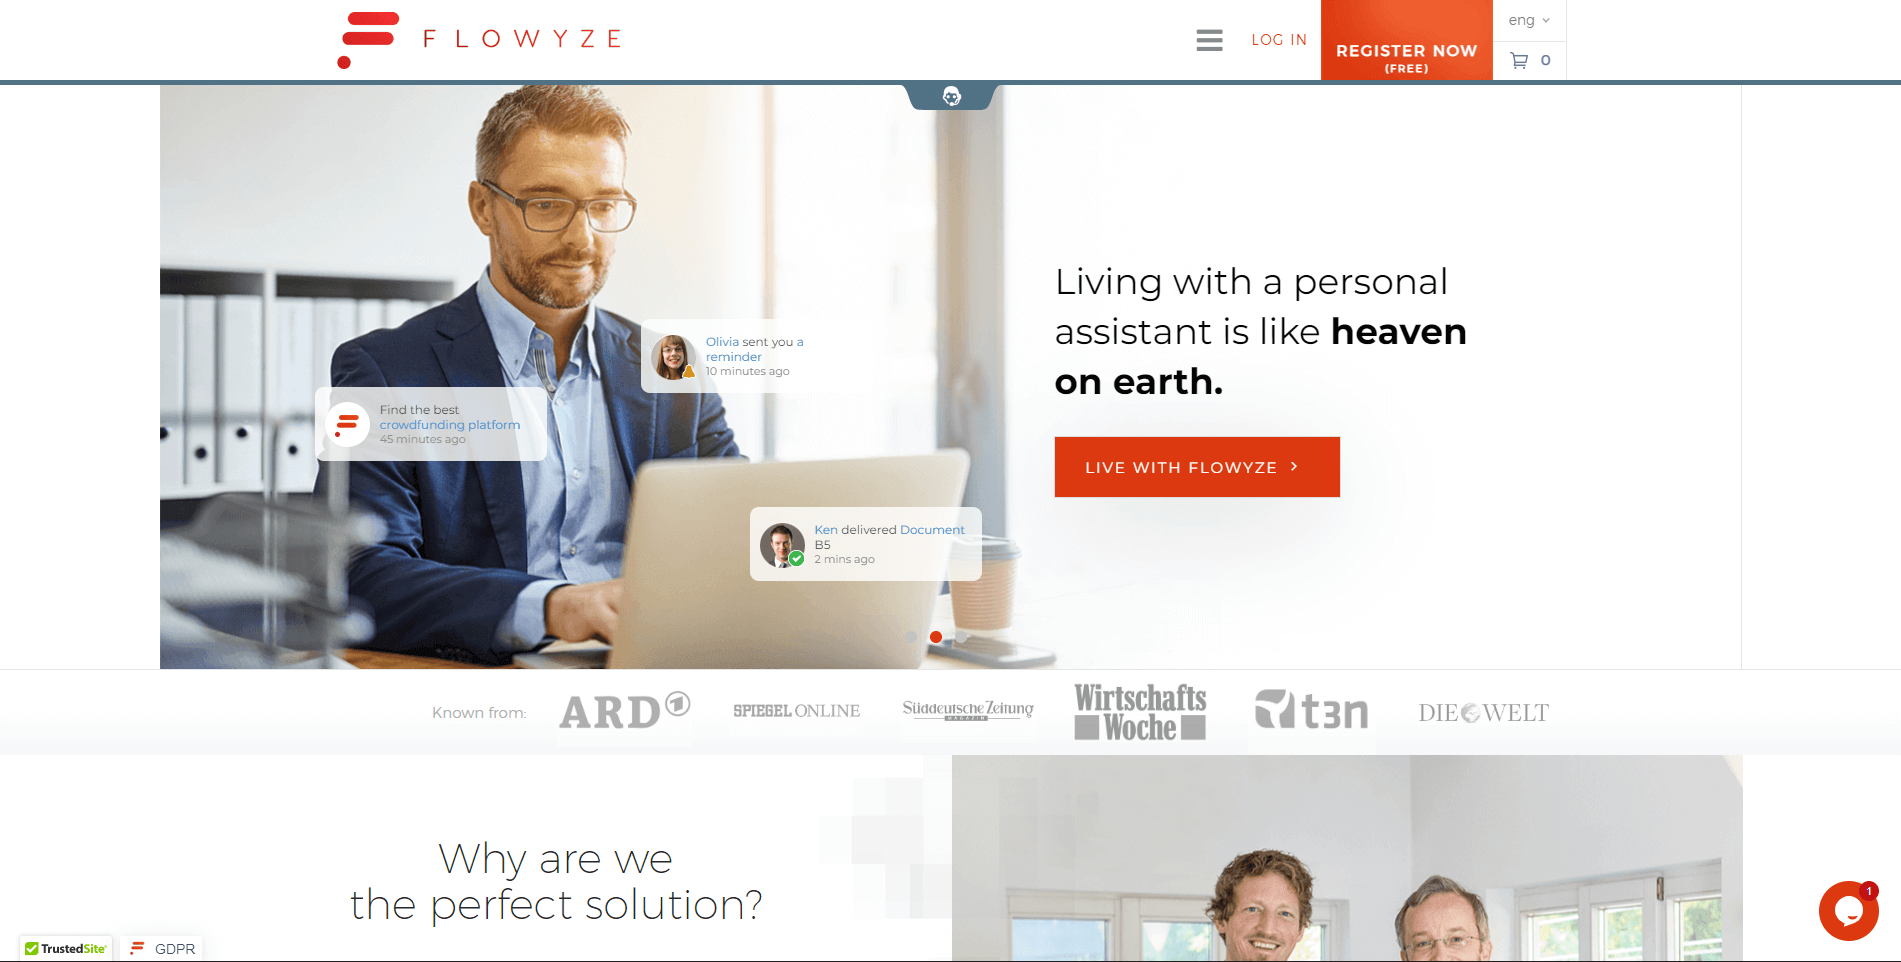 FLOWYZE
LOG IN
REGISTER NOW
(FREE)
eng
0
Living with a personal
assistant is like heaven
on earth.
LIVE WITH FLOWYZE
Olivia sent you a
reminder
10 minutes ago
Find the best
crowdfunding platform
45 minutes ago
Ken delivered Document
B5
2 mins ago
Known from:
ARD 1
SPIEGEL ONLINE
Süddeutsche Zeitung
MAGAZIN
Wirtschafts
Woche
t3n
DIE WELT
Why are we
the perfect solution?
TrustedSite
GDPR
1